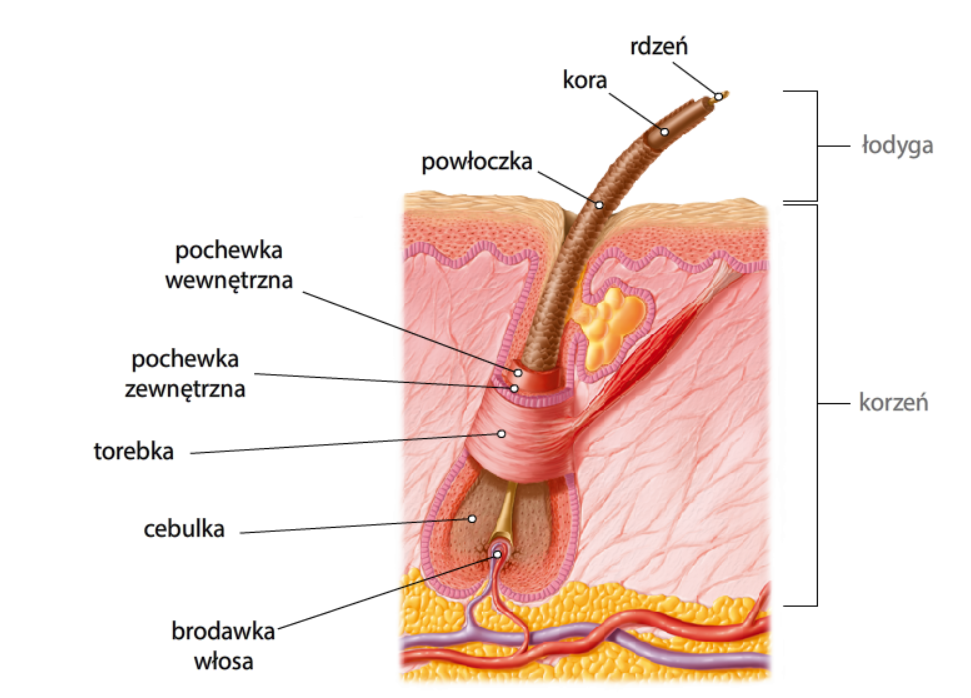 rdzeń
kora
łodyga
powłoczka
pochewka
wewnętrzna
pochewka
zewnętrzna
korzeń
torebka
cebulka
brodawka
włosa